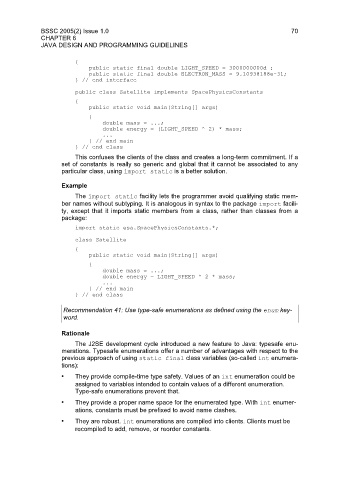 BSSC 2005(2) Issue 1.0 70
CHAPTER 6
JAVA DESIGN AND PROGRAMMING GUIDELINES
{
public static final double LIGHT_SPEED = 3000000000d ;
public static final double ELECTRON_MASS = 9.10938188e-31;
} // end interface
public class Satellite implements SpacePhysicsConstants
{
public static void main(String[] args)
{
double mass = ...;
double energy = (LIGHT_SPEED ^ 2) * mass;
...
} // end main
} // end class
This confuses the clients of the class and creates a long-term commitment. If a
set of constants is really so generic and global that it cannot be associated to any
particular class, using import static is a better solution.
Example
The import static facility lets the programmer avoid qualifying static mem-
ber names without subtyping. It is analogous in syntax to the package import facili-
ty, except that it imports static members from a class, rather than classes from a
package:
import static esa.SpacePhysicsConstants.*;
class Satellite
{
public static void main(String[] args)
{
double mass = ...;
double energy = LIGHT_SPEED ^ 2 * mass;
...
} // end main
} // end class
Recommendation 41: Use type-safe enumerations as defined using the enum key-
word.
Rationale
The J2SE development cycle introduced a new feature to Java: typesafe enu-
merations. Typesafe enumerations offer a number of advantages with respect to the
previous approach of using static final class variables (so-called int enumera-
tions):
• They provide compile-time type safety. Values of an int enumeration could be
assigned to variables intended to contain values of a different enumeration.
Type-safe enumerations prevent that.
• They provide a proper name space for the enumerated type. With int enumer-
ations, constants must be prefixed to avoid name clashes.
• They are robust. int enumerations are compiled into clients. Clients must be
recompiled to add, remove, or reorder constants.